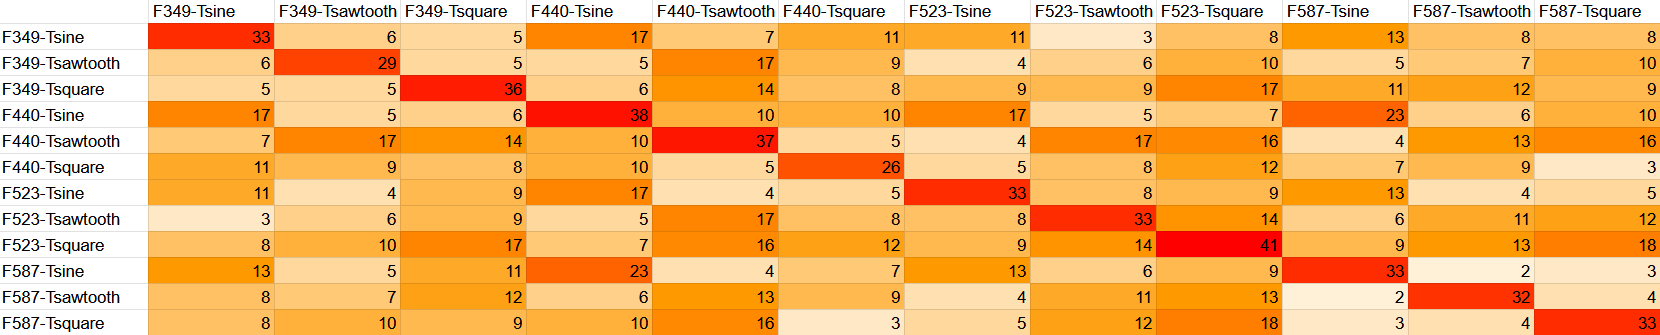 F349-Tsine F349-Tsawtooth F349-Tsquare F440-Tsine F440-Tsawtooth F440-Tsquare F523-Tsine F523-Tsawtooth F523-Tsquare F587-Tsine F587-Tsawtooth F587-Tsquare
F349-Tsine 33 6 5 17 7 11 11 3 8 13 8 8
F349-Tsawtooth 6 29 5 5 17 9 4 6 10 5 7 10
F349-Tsquare 5 5 36 6 14 8 9 9 17 11 12 9
F440-Tsine 17 5 6 38 10 10 17 5 7 23 6 10
F440-Tsawtooth 7 17 14 10 37 5 4 17 16 4 13 16
F440-Tsquare 11 9 8 10 5 26 5 8 12 7 9 3
F523-Tsine 11 4 9 17 4 5 33 8 9 13 4 5
F523-Tsawtooth 3 6 9 5 17 8 8 33 14 6 11 12
F523-Tsquare 8 10 17 7 16 12 9 14 41 9 13 18
F587-Tsine 13 5 11 23 4 7 13 6 9 33 2 3
F587-Tsawtooth 8 7 12 6 13 9 4 11 13 2 32 4
F587-Tsquare 8 10 9 10 16 3 5 12 18 3 4 33